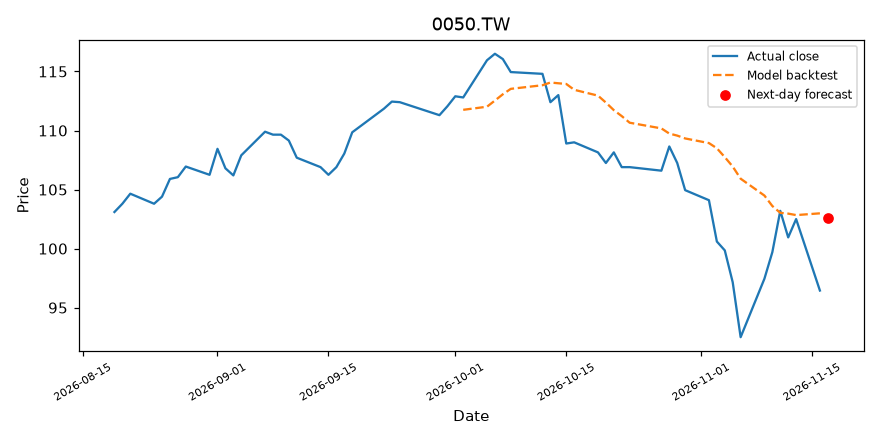 0050.TW
Actual close
Model backtest
Next-day forecast
Price
115
110
105
100
95
2026-08-15
2026-09-01
2026-09-15
2026-10-01
2026-10-15
2026-11-01
2026-11-15
Date